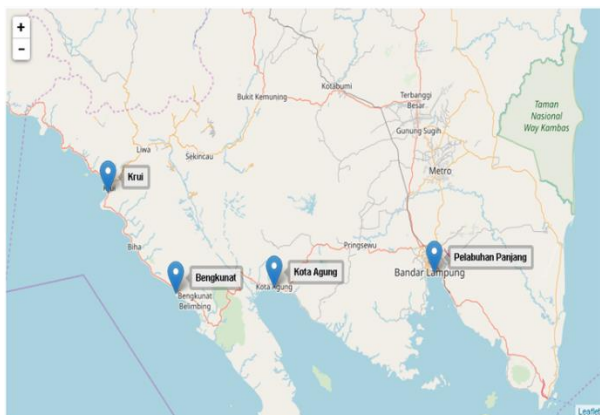 +
−
Kotabumi
Bukit Kemuning
Terbanggi
Besar
Taman
Nasional
Way Kambas
Gunung Sugih
Liwa
Sekincau
Metro
Krui
Biha
Pringsewu
Pelabuhan Panjang
Bengkunat
Kota Agung
Bandar Lampung
Kota Agung
Bengkunat
Belimbing
Leaflet